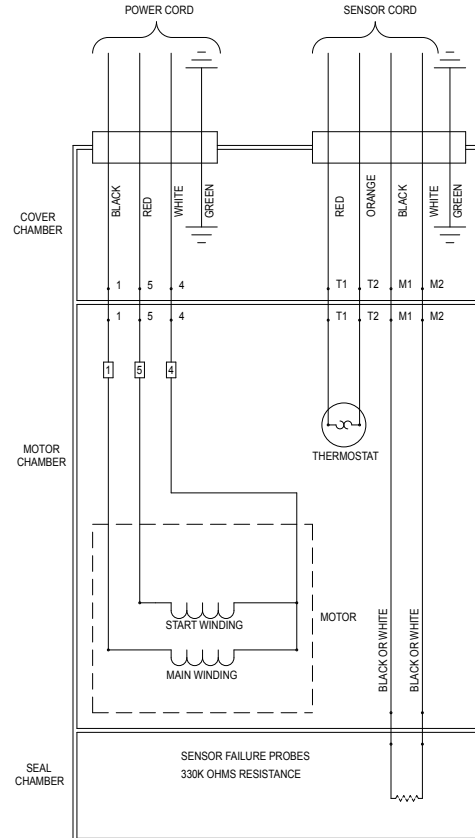 POWER CORD
SENSOR CORD
BLACK
RED
WHITE
GREEN
RED
ORANGE
BLACK
WHITE
GREEN
COVER
CHAMBER
1 5 4 T1 T2 M1 M2
1 5 4 T1 T2 M1 M2
1 5 4
THERMOSTAT
MOTOR
CHAMBER
START WINDING
MAIN WINDING
MOTOR
BLACK OR WHITE
BLACK OR WHITE
SEAL
CHAMBER
SENSOR FAILURE PROBES
330K OHMS RESISTANCE